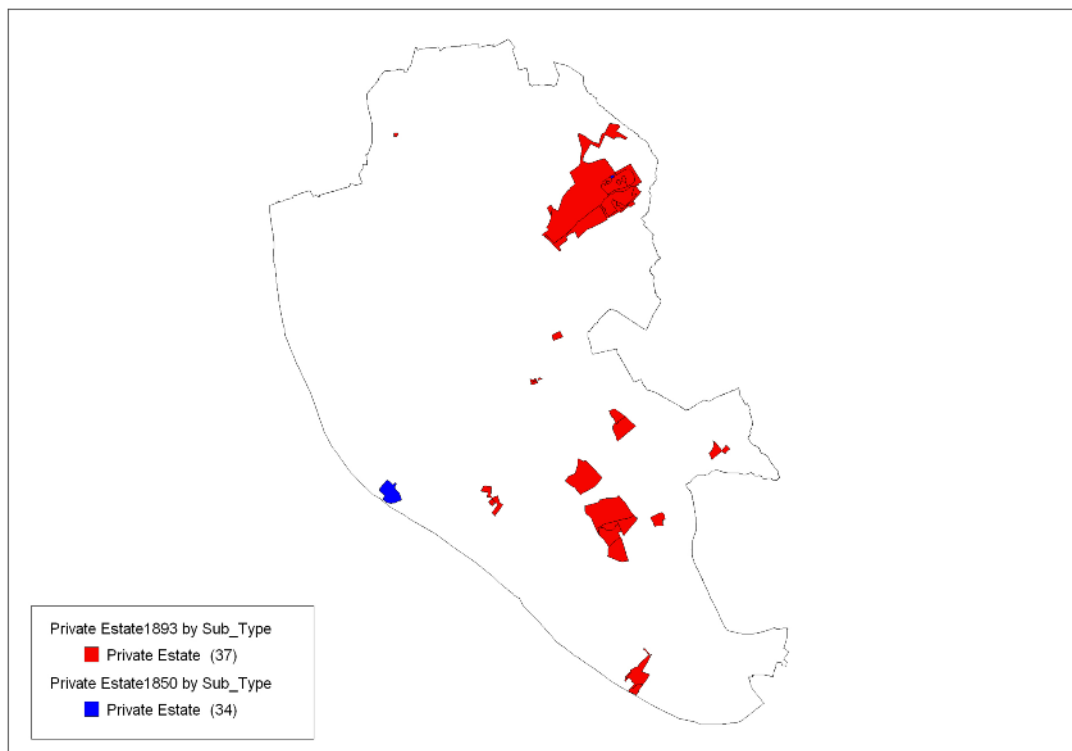 Private Estate1893 by Sub_Type
Private Estate (37)
Private Estate1850 by Sub_Type
Private Estate (34)